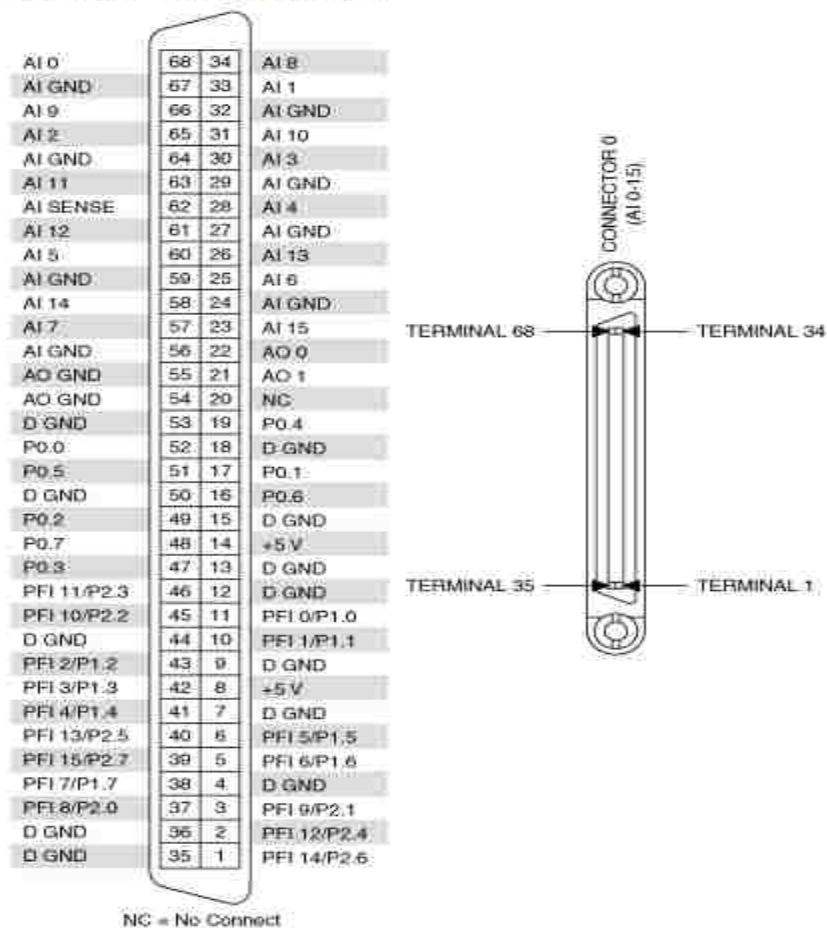 AI 0 68 34 AI 8
AI GND 67 33 AI 1
AI 9 66 32 AI GND
AI 2 65 31 AI 10
AI GND 64 30 AI 3
AI 11 63 29 AI GND
AI SENSE 62 28 AI 4
AI 12 61 27 AI GND
AI 5 60 26 AI 13
AI GND 59 25 AI 6
AI 14 58 24 AI GND
AI 7 57 23 AI 15
AI GND 56 22 AO 0
AO GND 55 21 AO 1
AO GND 54 20 NC
D GND 53 19 P0.4
P0.0 52 18 D GND
P0.5 51 17 P0.1
D GND 50 16 P0.6
P0.2 49 15 D GND
P0.7 48 14 +5 V
P0.3 47 13 D GND
PFI 11/P2.3 46 12 D GND
PFI 10/P2.2 45 11 PFI 0/P1.0
D GND 44 10 PFI 1/P1.1
PFI 2/P1.2 43 9 D GND
PFI 3/P1.3 42 8 +5 V
PFI 4/P1.4 41 7 D GND
PFI 13/P2.5 40 6 PFI 5/P1.5
PFI 15/P2.7 39 5 PFI 6/P1.6
PFI 7/P1.7 38 4 D GND
PFI 8/P2.0 37 3 PFI 9/P2.1
D GND 36 2 PFI 12/P2.4
D GND 35 1 PFI 14/P2.6
NC = No Connect
CONNECTOR 0
(AI 0-15)
TERMINAL 68
TERMINAL 34
TERMINAL 35
TERMINAL 1